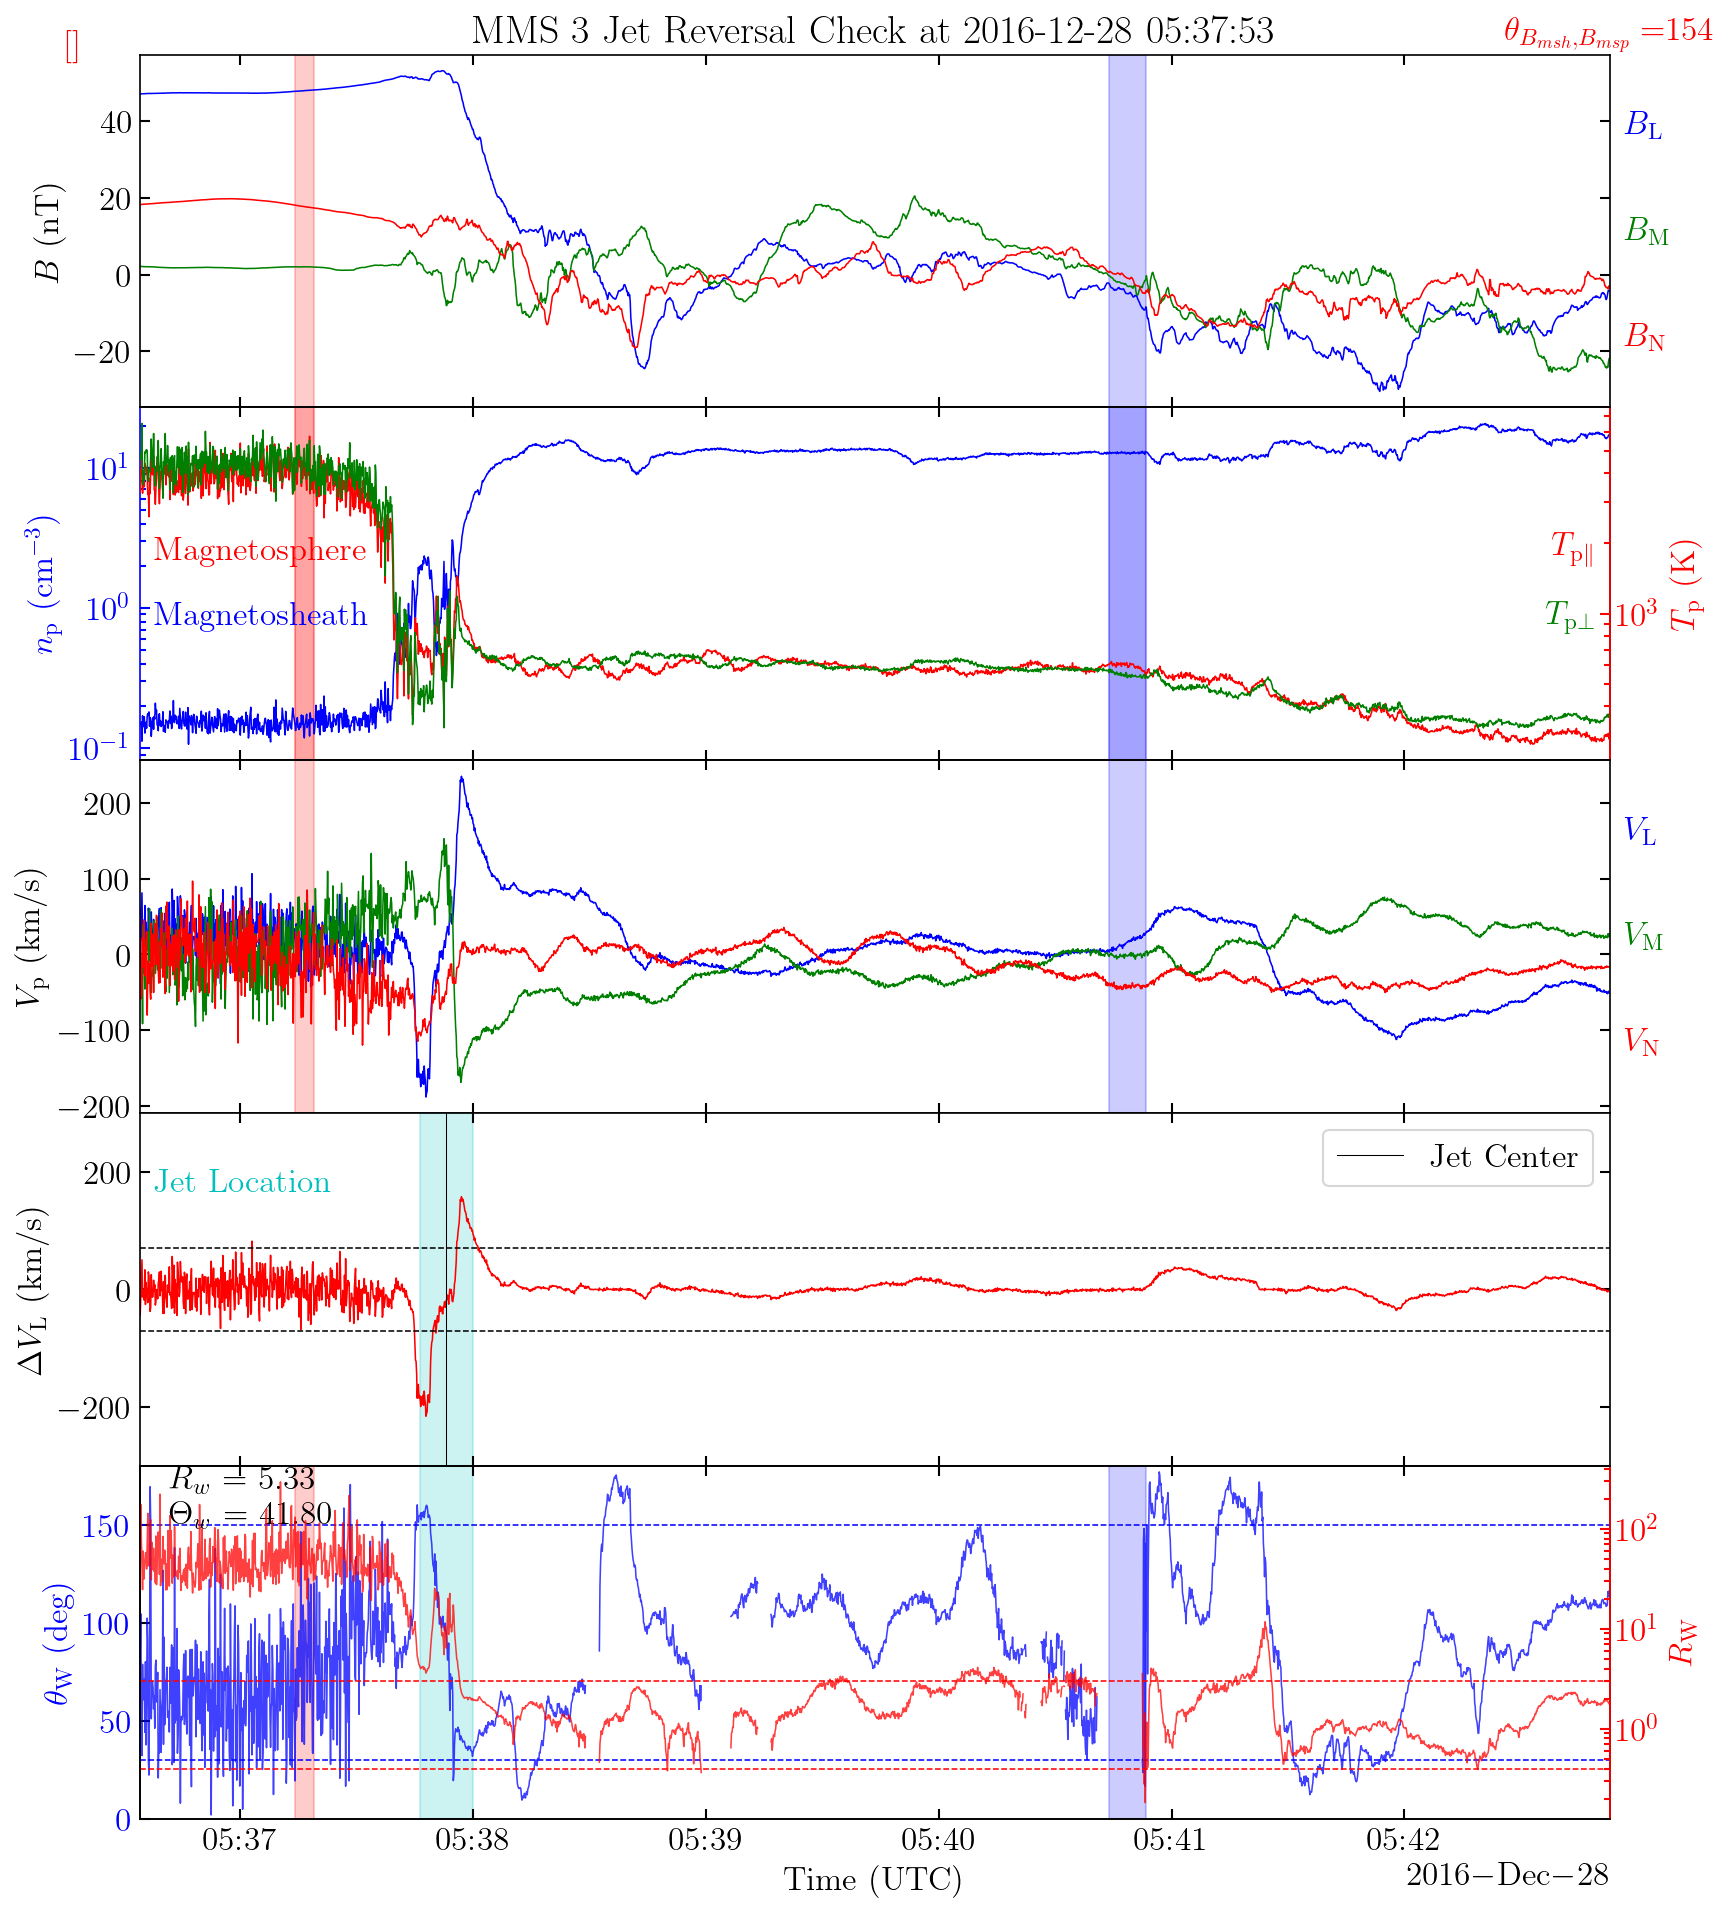 MMS 3 Jet Reversal Check at 2016-12-28 05:37:53
θ_{B_{msh},B_{msp}} =154
[]
B (nT)
40
20
0
−20
B_L
B_M
B_N
n_p (cm^{−3})
10^1
10^0
10^{−1}
Magnetosphere
Magnetosheath
T_{p∥}
T_{p⊥}
10^3
T_p (K)
V_p (km/s)
200
100
0
−100
−200
V_L
V_M
V_N
ΔV_L (km/s)
200
0
−200
Jet Location
Jet Center
R_w = 5.33
Θ_w = 41.80
θ_W (deg)
150
100
50
0
10^2
10^1
10^0
R_W
05:37 05:38 05:39 05:40 05:41 05:42
Time (UTC)
2016−Dec−28